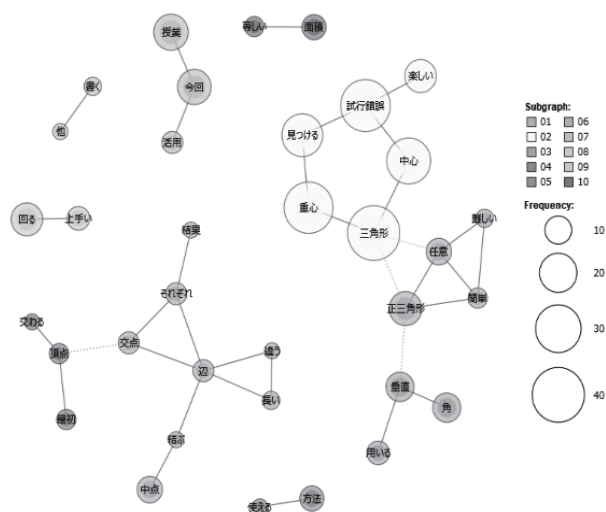 授業
等しい
面積
今回
楽しい
書く
試行錯誤
他
活用
見つける
中心
重心
回る
上手い
三角形
難しい
結果
任意
それぞれ
簡単
正三角形
交わる
交点
違う
頂点
辺
垂直
長い
角
最初
結ぶ
用いる
中点
使える
方法
Subgraph:
01 06
02 07
03 08
04 09
05 10
Frequency:
10
20
30
40